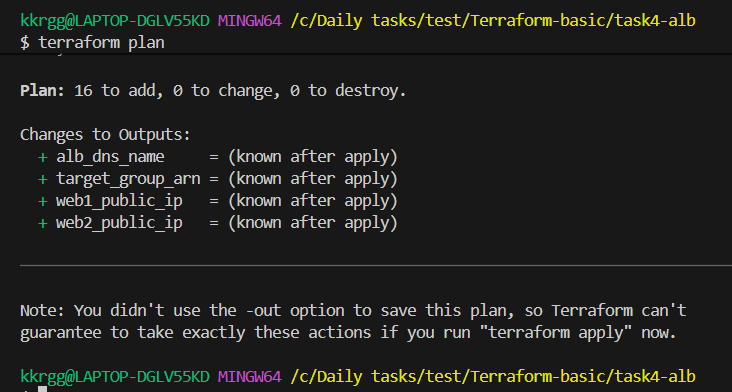 kkrgg@LAPTOP-DGLV55KD MINGW64 /c/Daily tasks/test/Terraform-basic/task4-alb
$ terraform plan
Plan: 16 to add, 0 to change, 0 to destroy.
Changes to Outputs:
+ alb_dns_name     = (known after apply)
+ target_group_arn = (known after apply)
+ web1_public_ip   = (known after apply)
+ web2_public_ip   = (known after apply)
Note: You didn't use the -out option to save this plan, so Terraform can't
guarantee to take exactly these actions if you run "terraform apply" now.
kkrgg@LAPTOP-DGLV55KD MINGW64 /c/Daily tasks/test/Terraform-basic/task4-alb